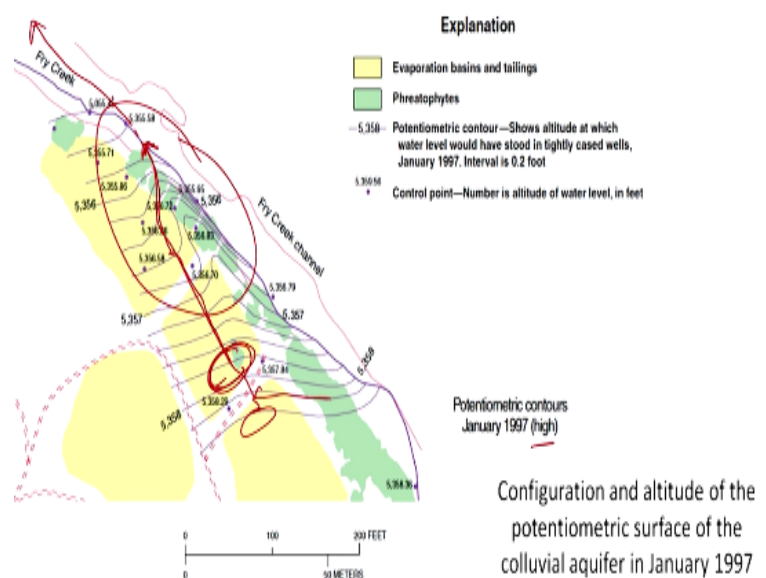 Explanation
Evaporation basins and tailings
Phreatophytes
5,358 Potentiometric contour—Shows altitude at which
water level would have stood in tightly cased wells,
January 1997. Interval is 0.2 foot
5,359.56
Control point—Number is altitude of water level, in feet
Fry Creek
5,355.59
5,355.71
5,355.86
5,355.95
5,356
5,356
Fry Creek channel
5,356.58
5,356.70
5,356.79
5,357
5,357
5,358
5,357.84
5,358.29
5,358
5,358.36
Potentiometric contours
January 1997 (high)
Configuration and altitude of the
potentiometric surface of the
colluvial aquifer in January 1997
0 100 200 FEET
0 50 METERS